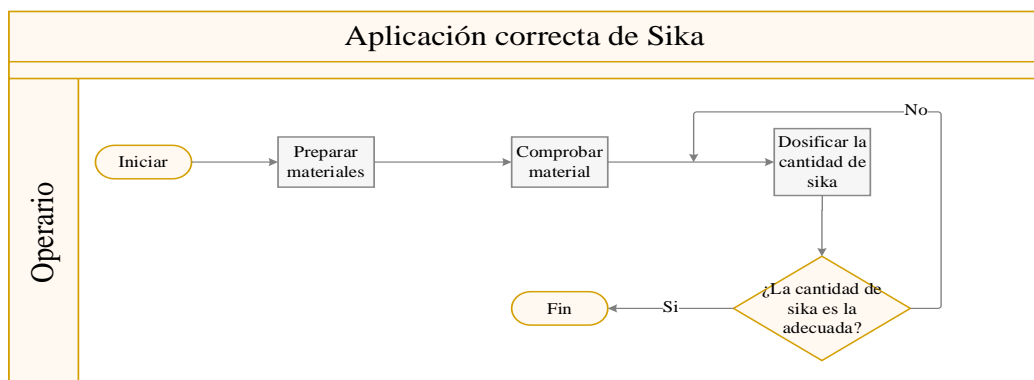 Aplicación correcta de Sika
Operario
Iniciar
Preparar
materiales
Comprobar
material
Dosificar la
cantidad de
sika
No
¿La cantidad de
sika es la
adecuada?
Si
Fin